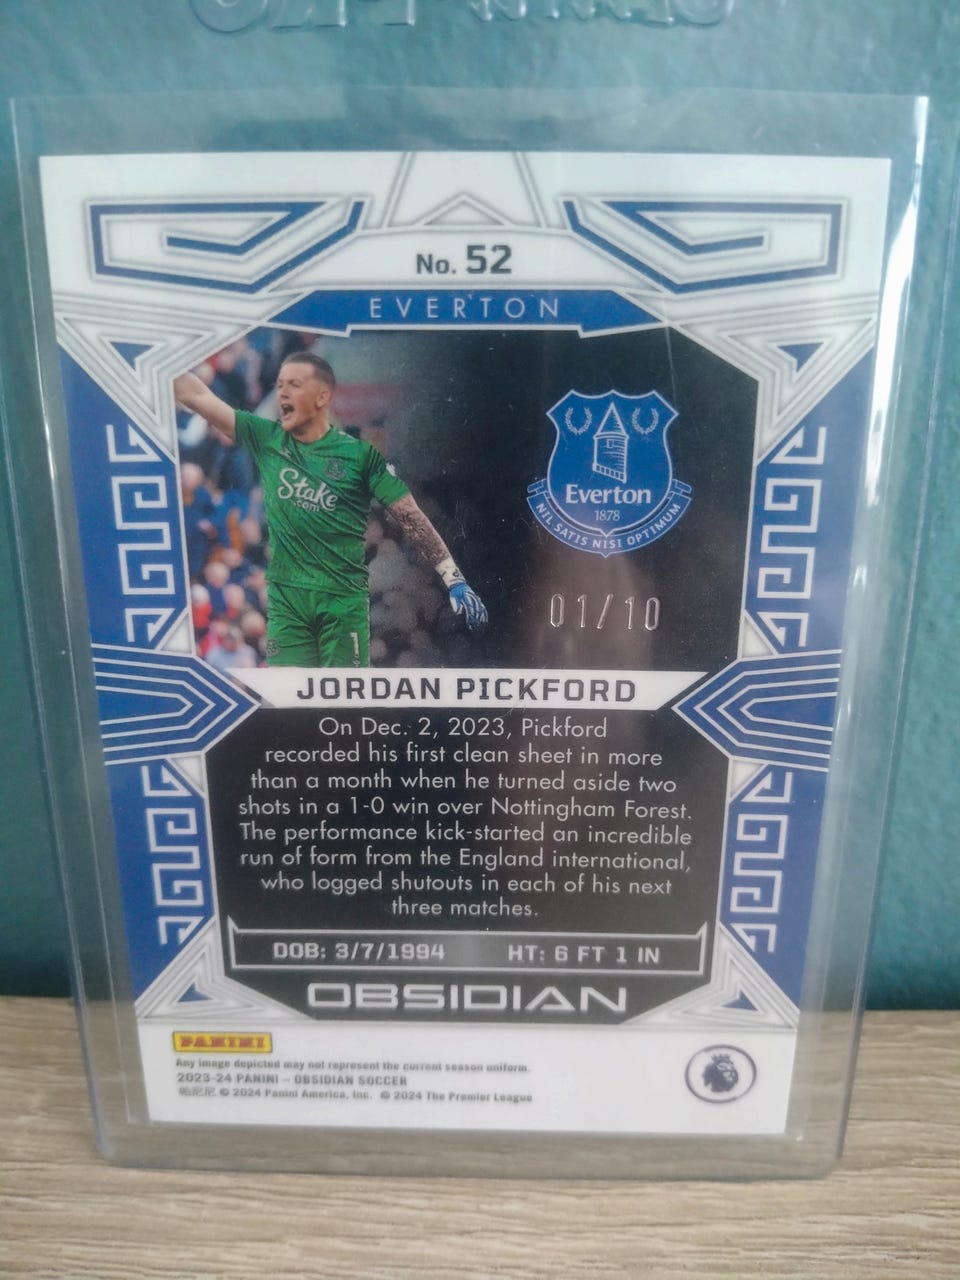 No. 52
EVERTON
Stake
.com
Everton
1878
NIL SATIS NISI OPTIMUM
01/10
1
JORDAN PICKFORD
On Dec. 2, 2023, Pickford
recorded his first clean sheet in more
than a month when he turned aside two
shots in a 1-0 win over Nottingham Forest.
The performance kick-started an incredible
run of form from the England international,
who logged shutouts in each of his next
three matches.
DOB: 3/7/1994 HT: 6 FT 1 IN
OBSIDIAN
PANINI
Any image depicted may not represent the current season uniform.
2023-24 PANINI – OBSIDIAN SOCCER
帕尼尼 © 2024 Panini America, Inc. © 2024 The Premier League